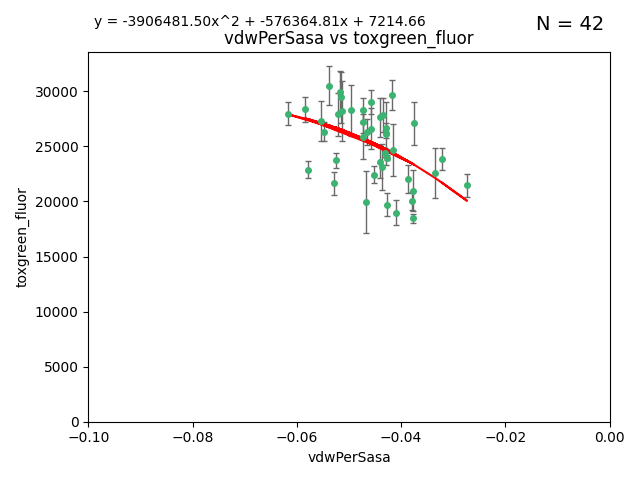 y = -3906481.50x^2 + -576364.81x + 7214.66
N = 42
vdwPerSasa vs toxgreen_fluor
toxgreen_fluor
30000
25000
20000
15000
10000
5000
0
−0.10
−0.08
−0.06
−0.04
−0.02
0.00
vdwPerSasa